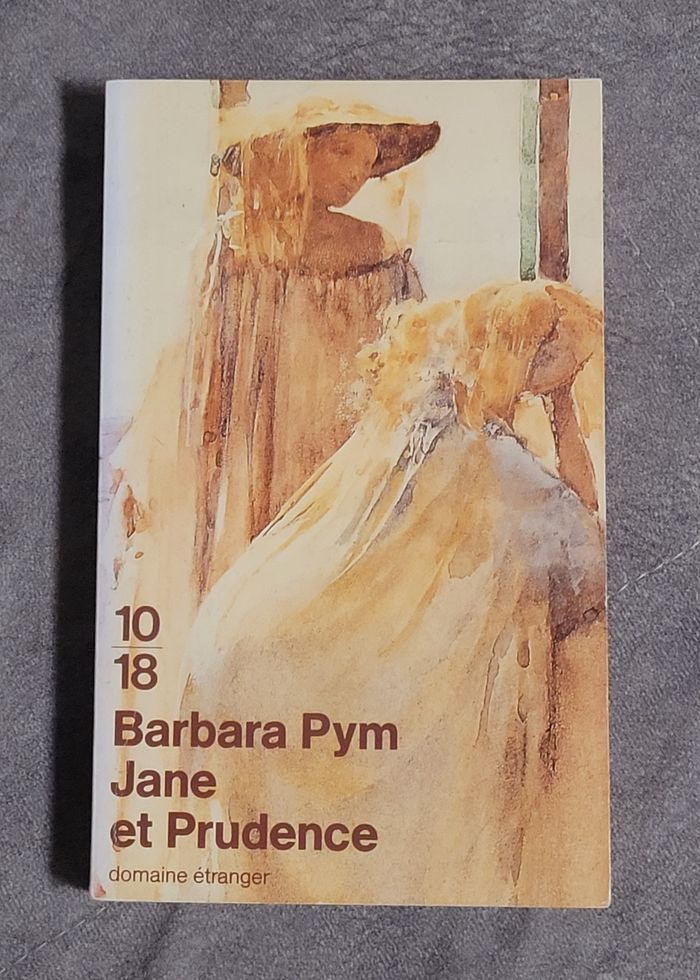 10
18
Barbara Pym
Jane
et Prudence
domaine étranger